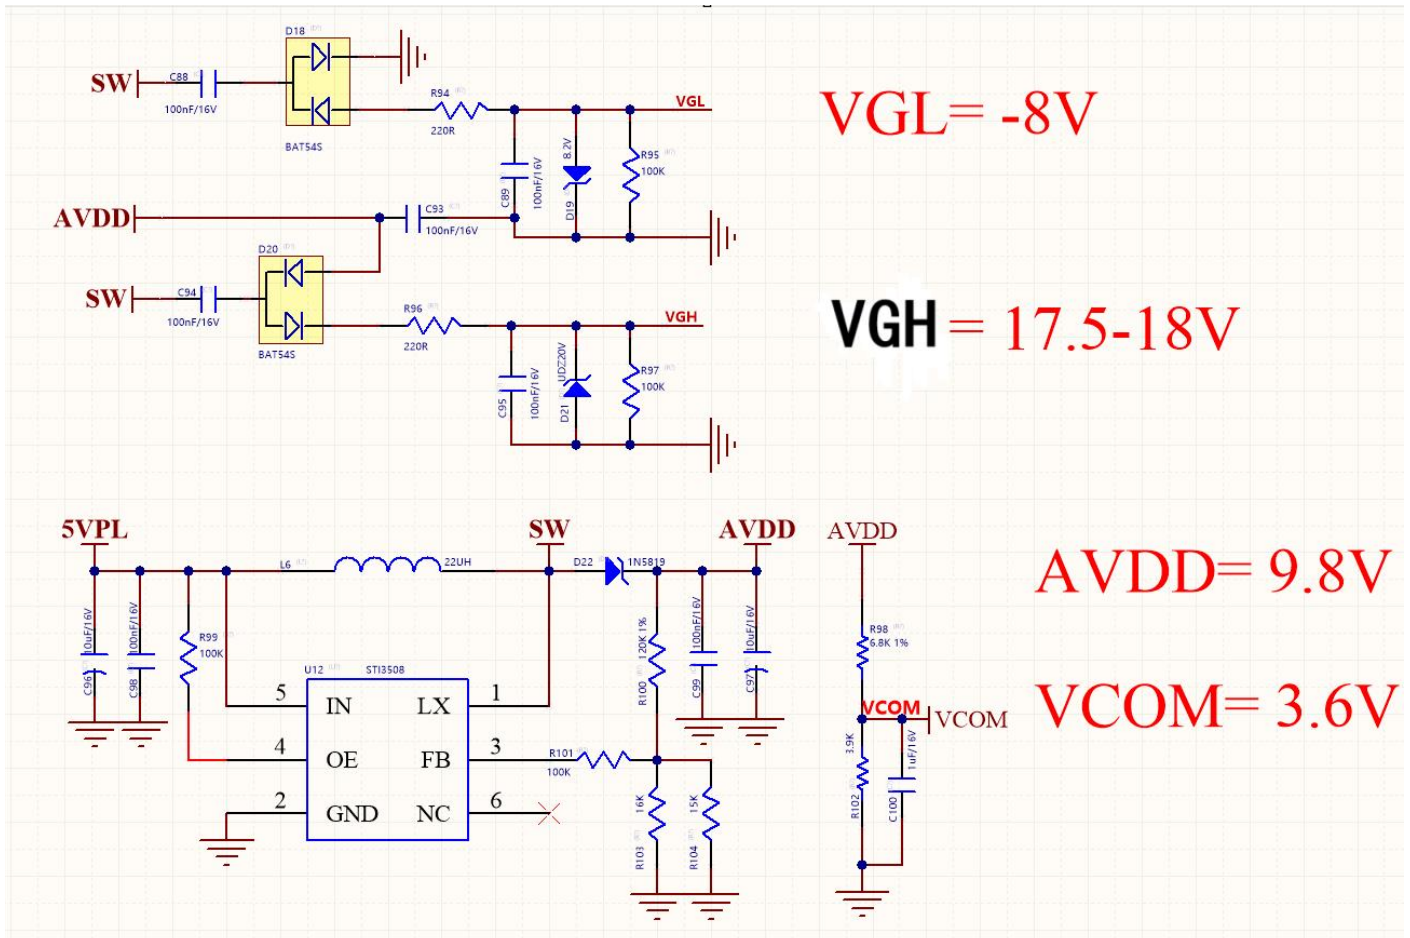 D18
SW
C88
100nF/16V
BAT54S
R94
220R
VGL
C89
100nF/16V
8.2V
D19
R95
100K
VGL= -8V
AVDD
C93
100nF/16V
D20
SW
C94
100nF/16V
BAT54S
R96
220R
VGH
C95
100nF/16V
UDZ20V
D21
R97
100K
VGH = 17.5-18V
5VPL
SW
AVDD
AVDD
L6
22UH
D22
1N5819
AVDD= 9.8V
C96
10uF/16V
C98
100nF/16V
R99
100K
R100
120K 1%
C99
100nF/16V
C97
10uF/16V
R98
6.8K 1%
U12
STI3508
5
IN
LX
1
4
OE
FB
3
2
GND
NC
6
R101
100K
VCOM
VCOM
VCOM= 3.6V
R103
16K
R104
15K
R102
3.9K
C100
1uF/16V